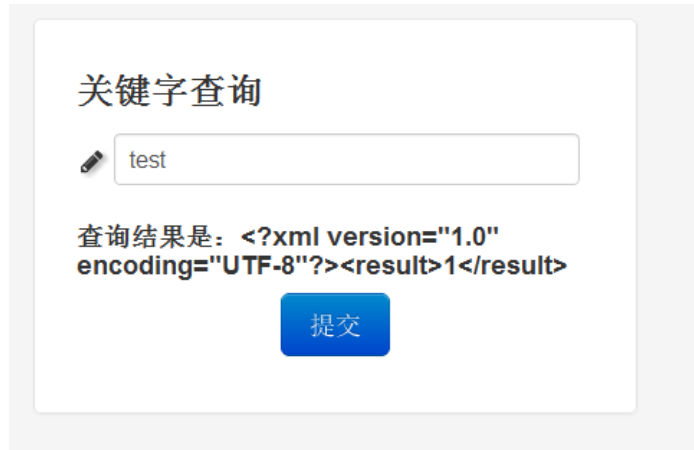 关键字查询
test
查询结果是：<?xml version="1.0"
encoding="UTF-8"?><result>1</result>
提交